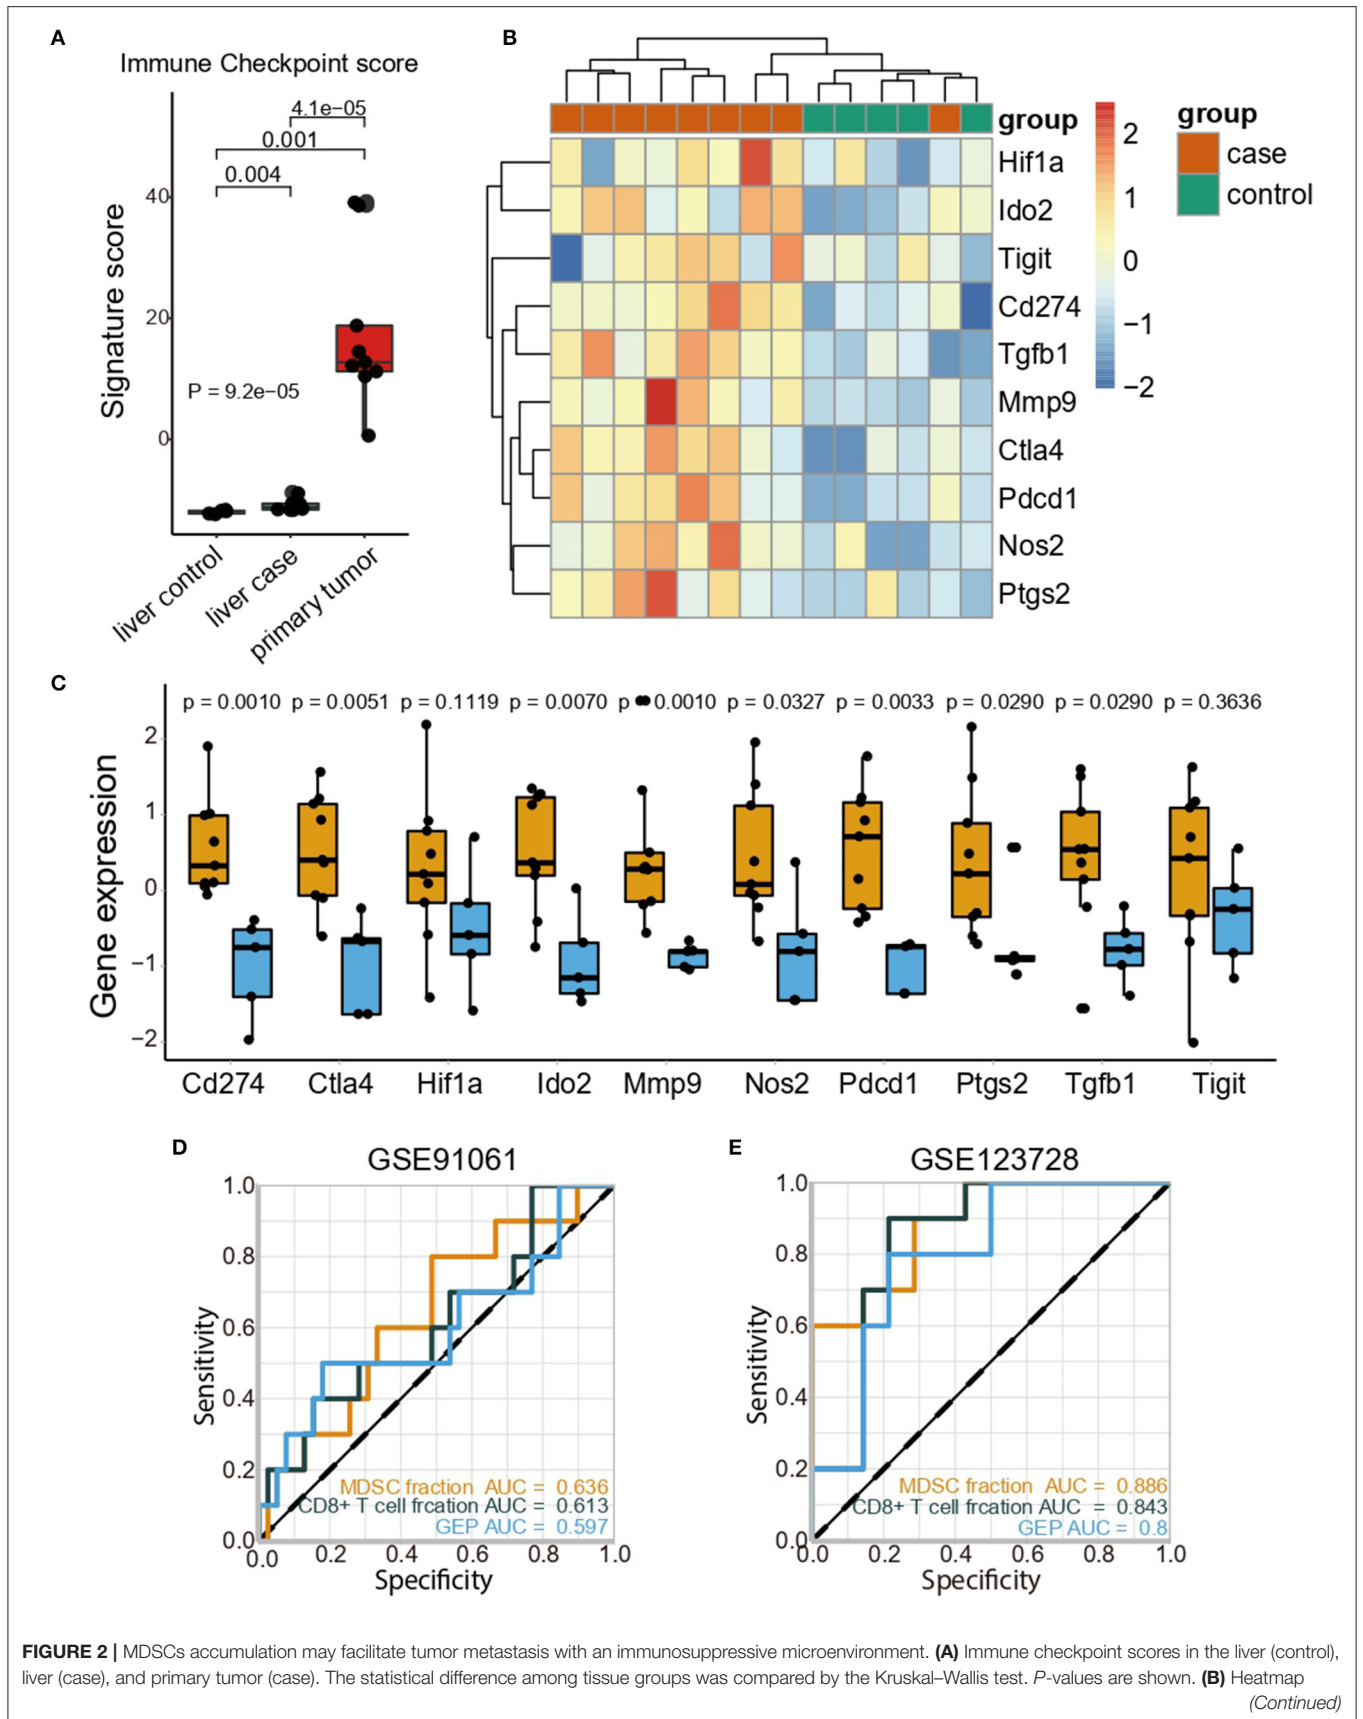 A
Immune Checkpoint score
4.1e−05
0.001
0.004
40
20
0
Signature score
P = 9.2e−05
liver control
liver case
primary tumor
B
group
Hif1a
Ido2
Tigit
Cd274
Tgfb1
Mmp9
Ctla4
Pdcd1
Nos2
Ptgs2
2
1
0
−1
−2
group
case
control
C
p = 0.0010 p = 0.0051 p = 0.1119 p = 0.0070 p 0.0010 p = 0.0327 p = 0.0033 p = 0.0290 p = 0.0290 p = 0.3636
2
1
0
−1
−2
Gene expression
Cd274 Ctla4 Hif1a Ido2 Mmp9 Nos2 Pdcd1 Ptgs2 Tgfb1 Tigit
D
GSE91061
1.0
0.8
0.6
0.4
0.2
0.0
Sensitivity
MDSC fraction AUC = 0.636
CD8+ T cell frcation AUC = 0.613
GEP AUC = 0.597
0.0 0.2 0.4 0.6 0.8 1.0
Specificity
E
GSE123728
1.0
0.8
0.6
0.4
0.2
0.0
Sensitivity
MDSC fraction AUC = 0.886
CD8+ T cell frcation AUC = 0.843
GEP AUC = 0.8
0.0 0.2 0.4 0.6 0.8 1.0
Specificity
FIGURE 2 | MDSCs accumulation may facilitate tumor metastasis with an immunosuppressive microenvironment. (A) Immune checkpoint scores in the liver (control),
liver (case), and primary tumor (case). The statistical difference among tissue groups was compared by the Kruskal–Wallis test. P-values are shown. (B) Heatmap
(Continued)